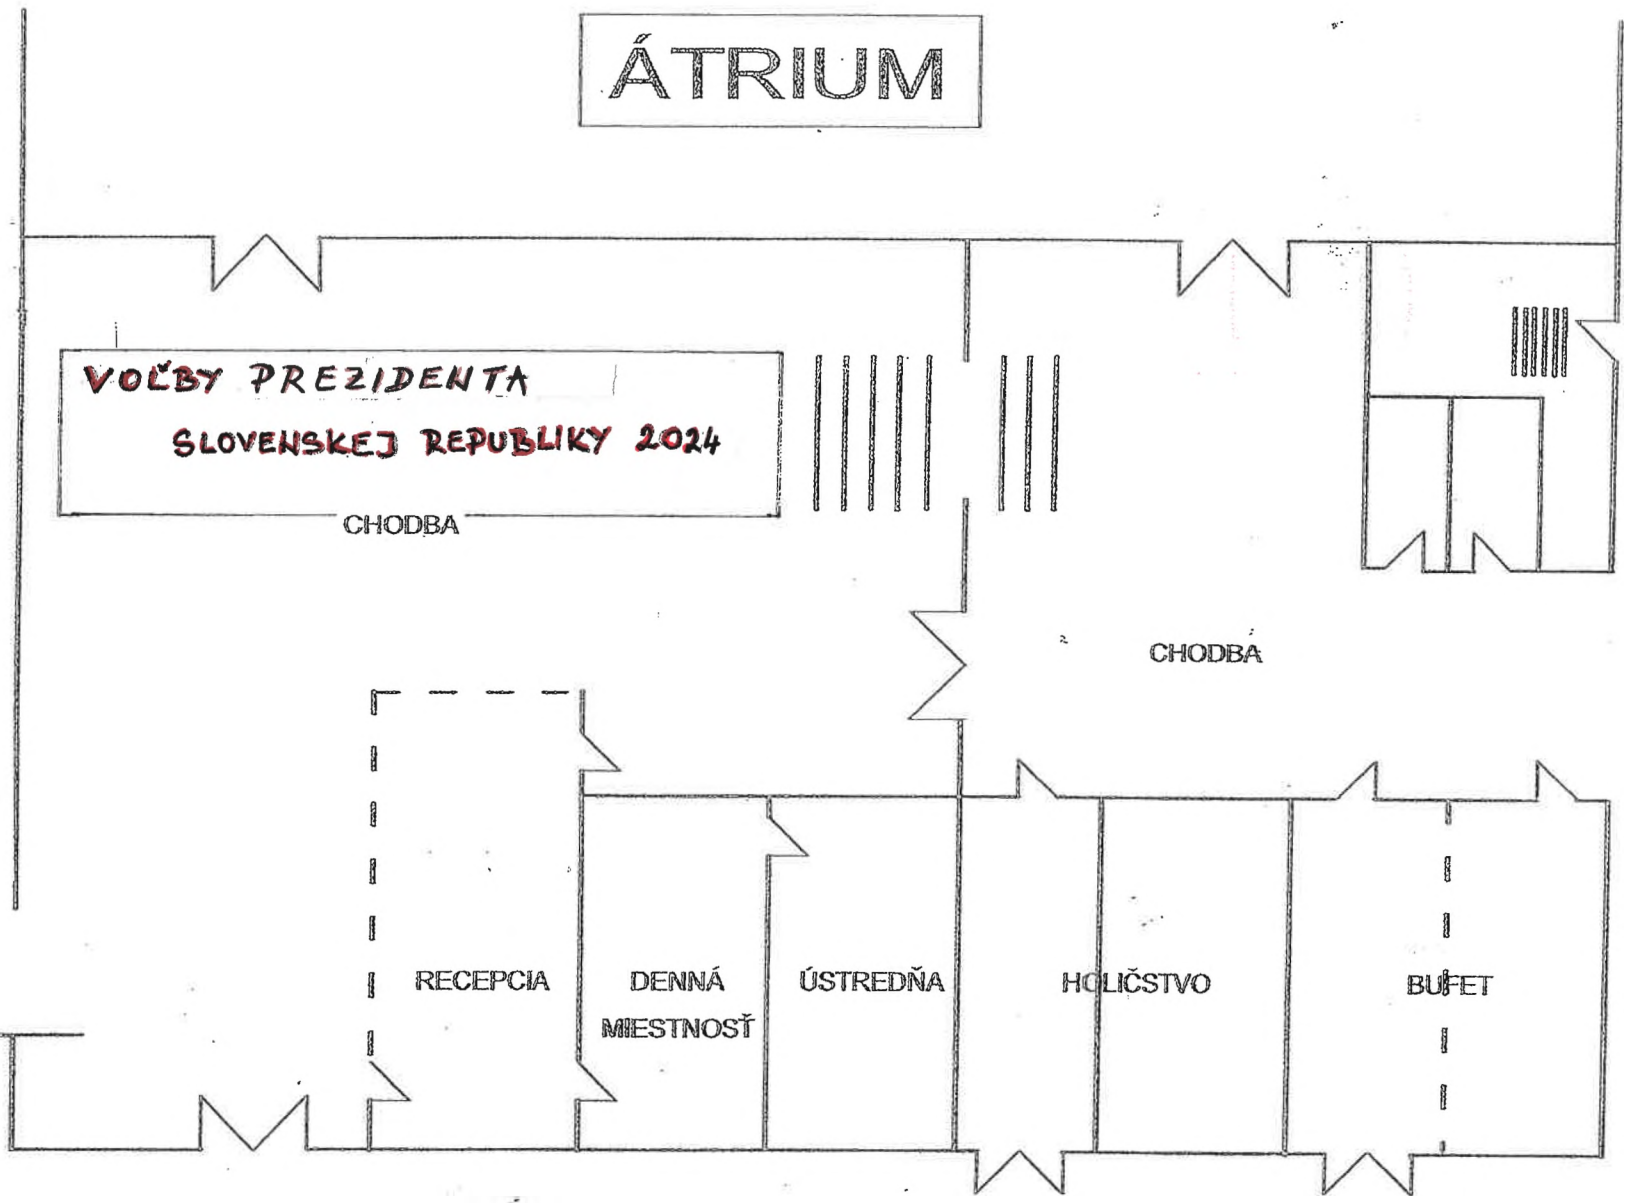 ÁTRIUM
VOĽBY PREZIDENTA
SLOVENSKEJ REPUBLIKY 2024
CHODBA
CHODBA
RECEPCIA
DENNÁ
MIESTNOSŤ
ÚSTREDŇA
HOLIČSTVO
BUFET